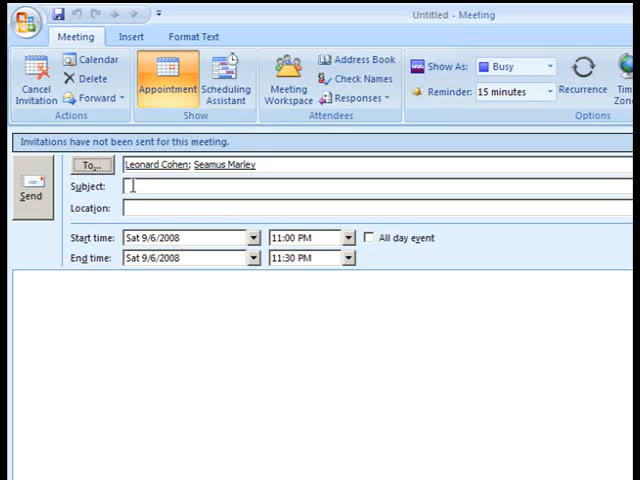 Untitled - Meeting
Meeting Insert Format Text
Cancel Invitation
Calendar
Delete
Forward
Actions
Appointment
Scheduling Assistant
Show
Meeting Workspace
Address Book
Check Names
Responses
Attendees
Show As: Busy
Reminder: 15 minutes
Recurrence
Options
Invitations have not been sent for this meeting.
Send
To... Leonard Cohen; Seamus Marley
Subject:
Location:
Start time: Sat 9/6/2008 11:00 PM All day event
End time: Sat 9/6/2008 11:30 PM